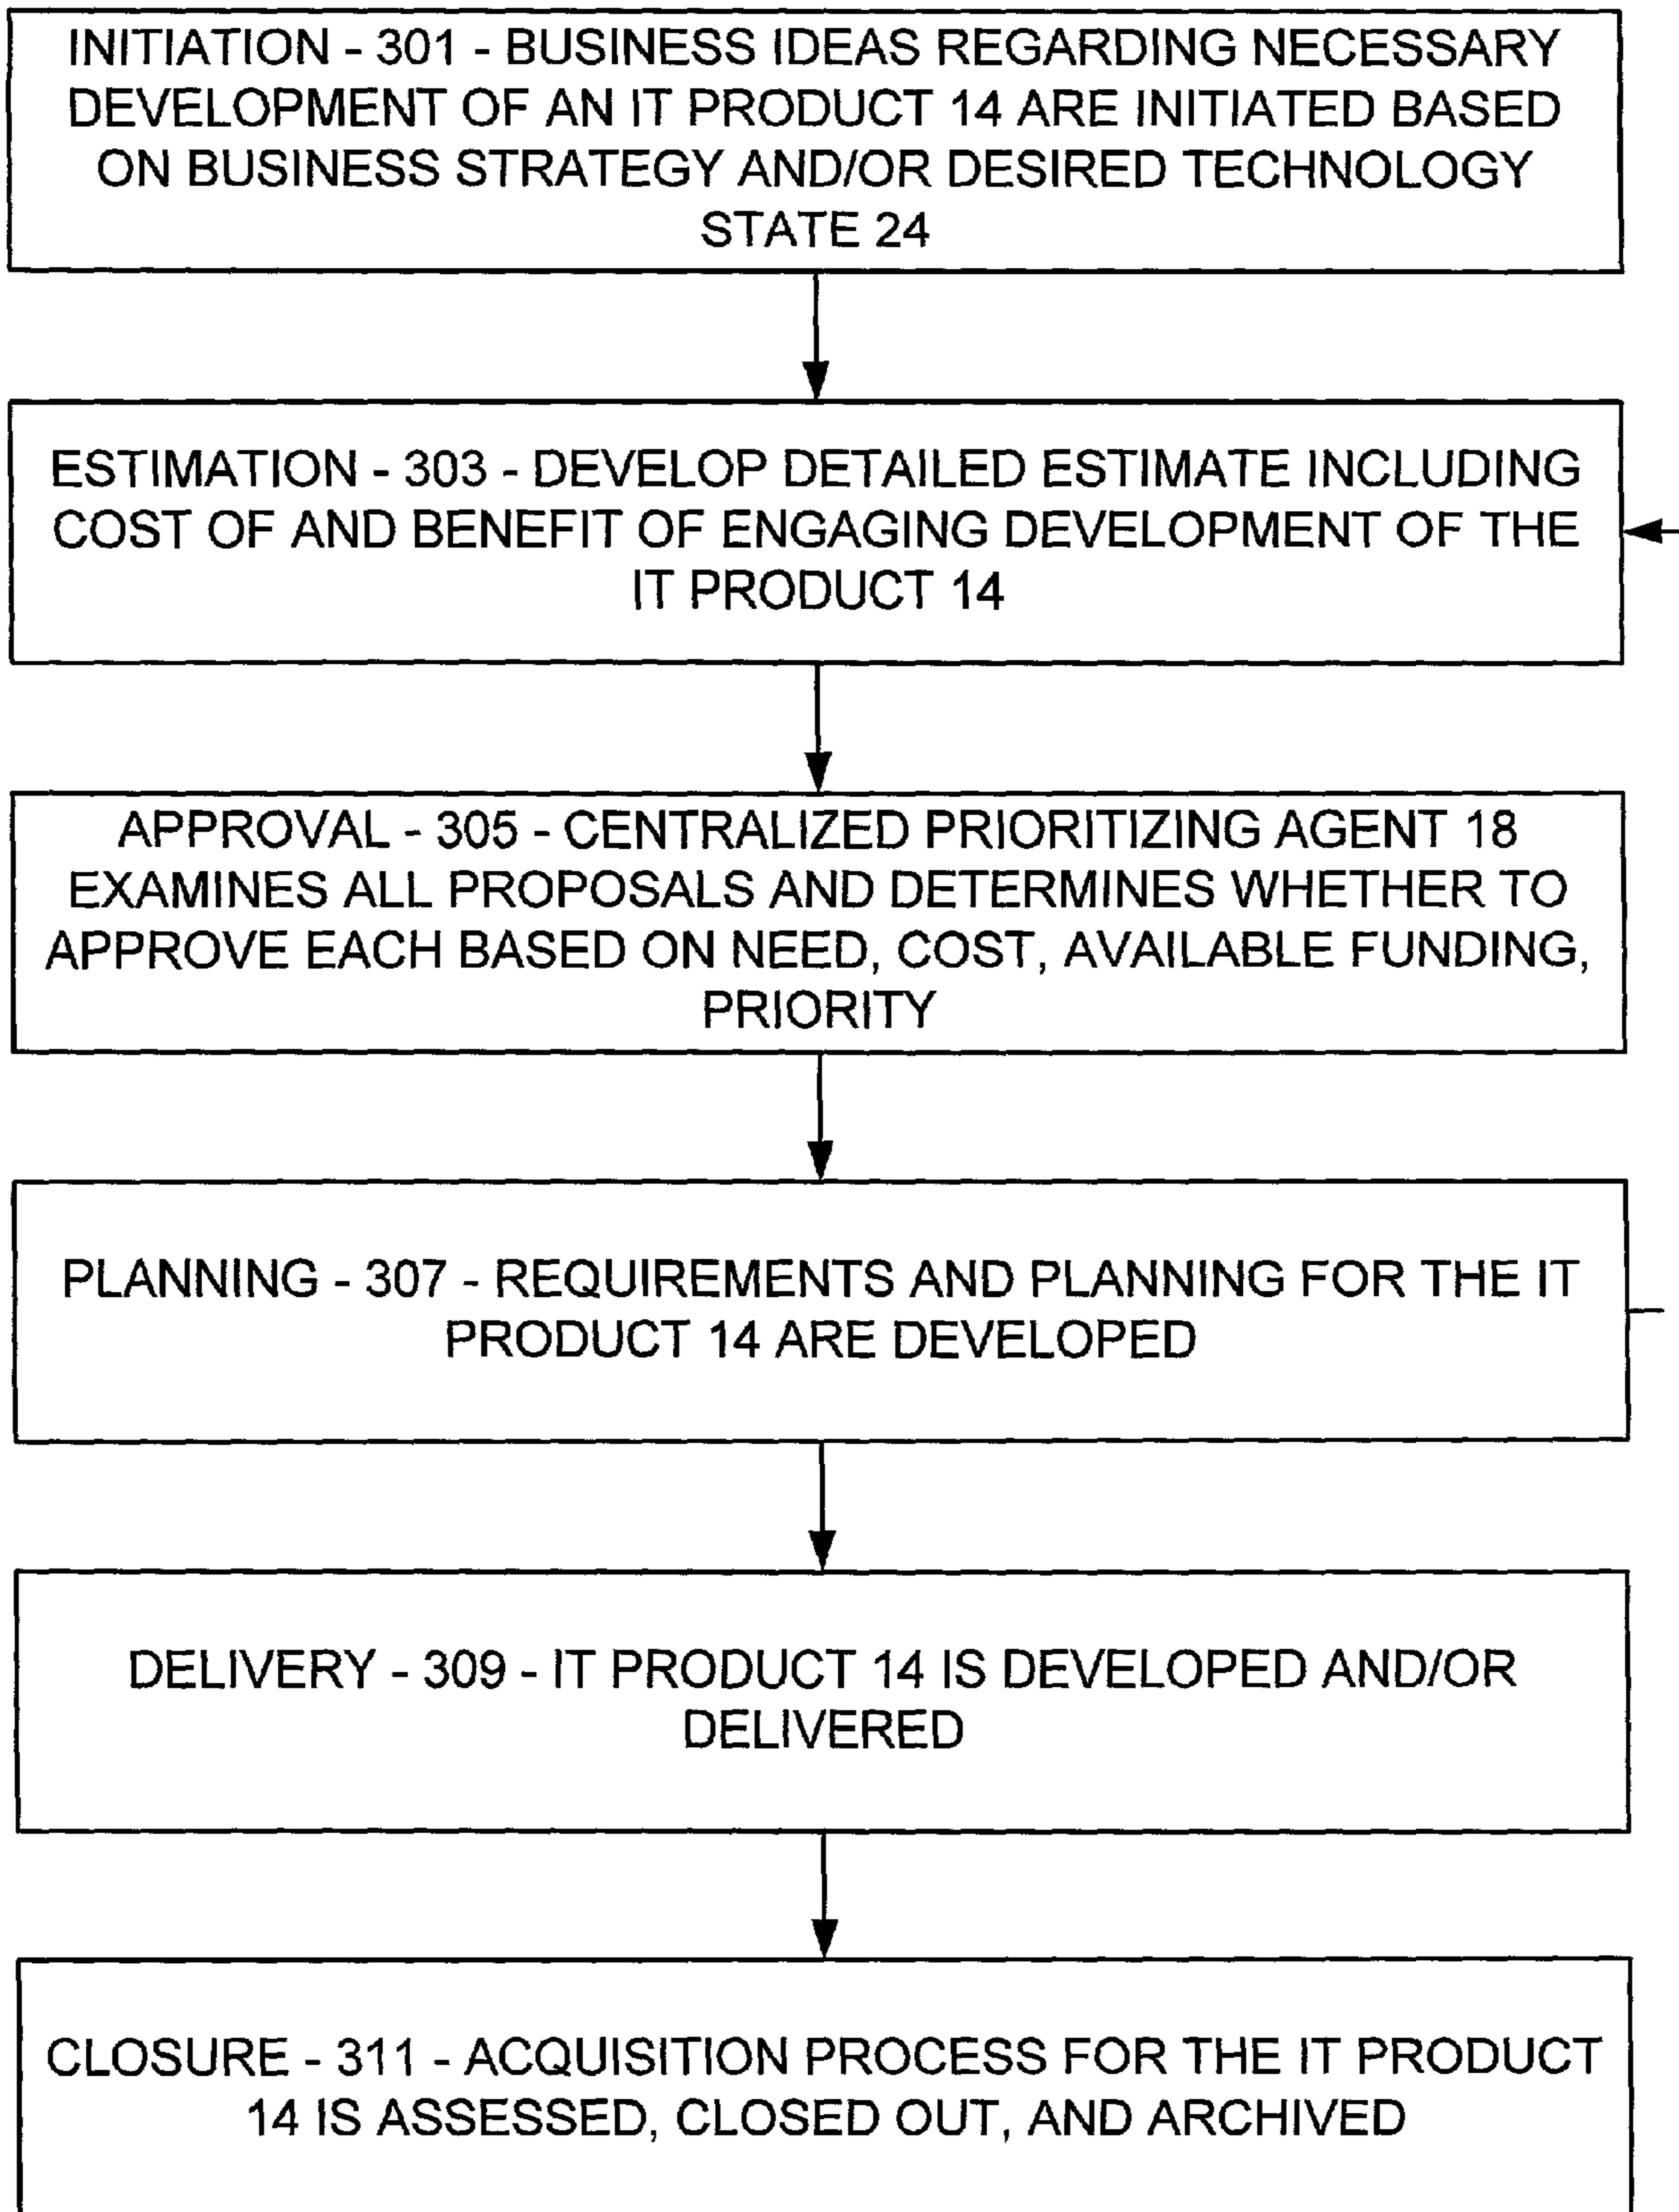 INITIATION - 301 - BUSINESS IDEAS REGARDING NECESSARY
DEVELOPMENT OF AN IT PRODUCT 14 ARE INITIATED BASED
ON BUSINESS STRATEGY AND/OR DESIRED TECHNOLOGY
STATE 24
ESTIMATION - 303 - DEVELOP DETAILED ESTIMATE INCLUDING
COST OF AND BENEFIT OF ENGAGING DEVELOPMENT OF THE
IT PRODUCT 14
APPROVAL - 305 - CENTRALIZED PRIORITIZING AGENT 18
EXAMINES ALL PROPOSALS AND DETERMINES WHETHER TO
APPROVE EACH BASED ON NEED, COST, AVAILABLE FUNDING,
PRIORITY
PLANNING - 307 - REQUIREMENTS AND PLANNING FOR THE IT
PRODUCT 14 ARE DEVELOPED
DELIVERY - 309 - IT PRODUCT 14 IS DEVELOPED AND/OR
DELIVERED
CLOSURE - 311 - ACQUISITION PROCESS FOR THE IT PRODUCT
14 IS ASSESSED, CLOSED OUT, AND ARCHIVED